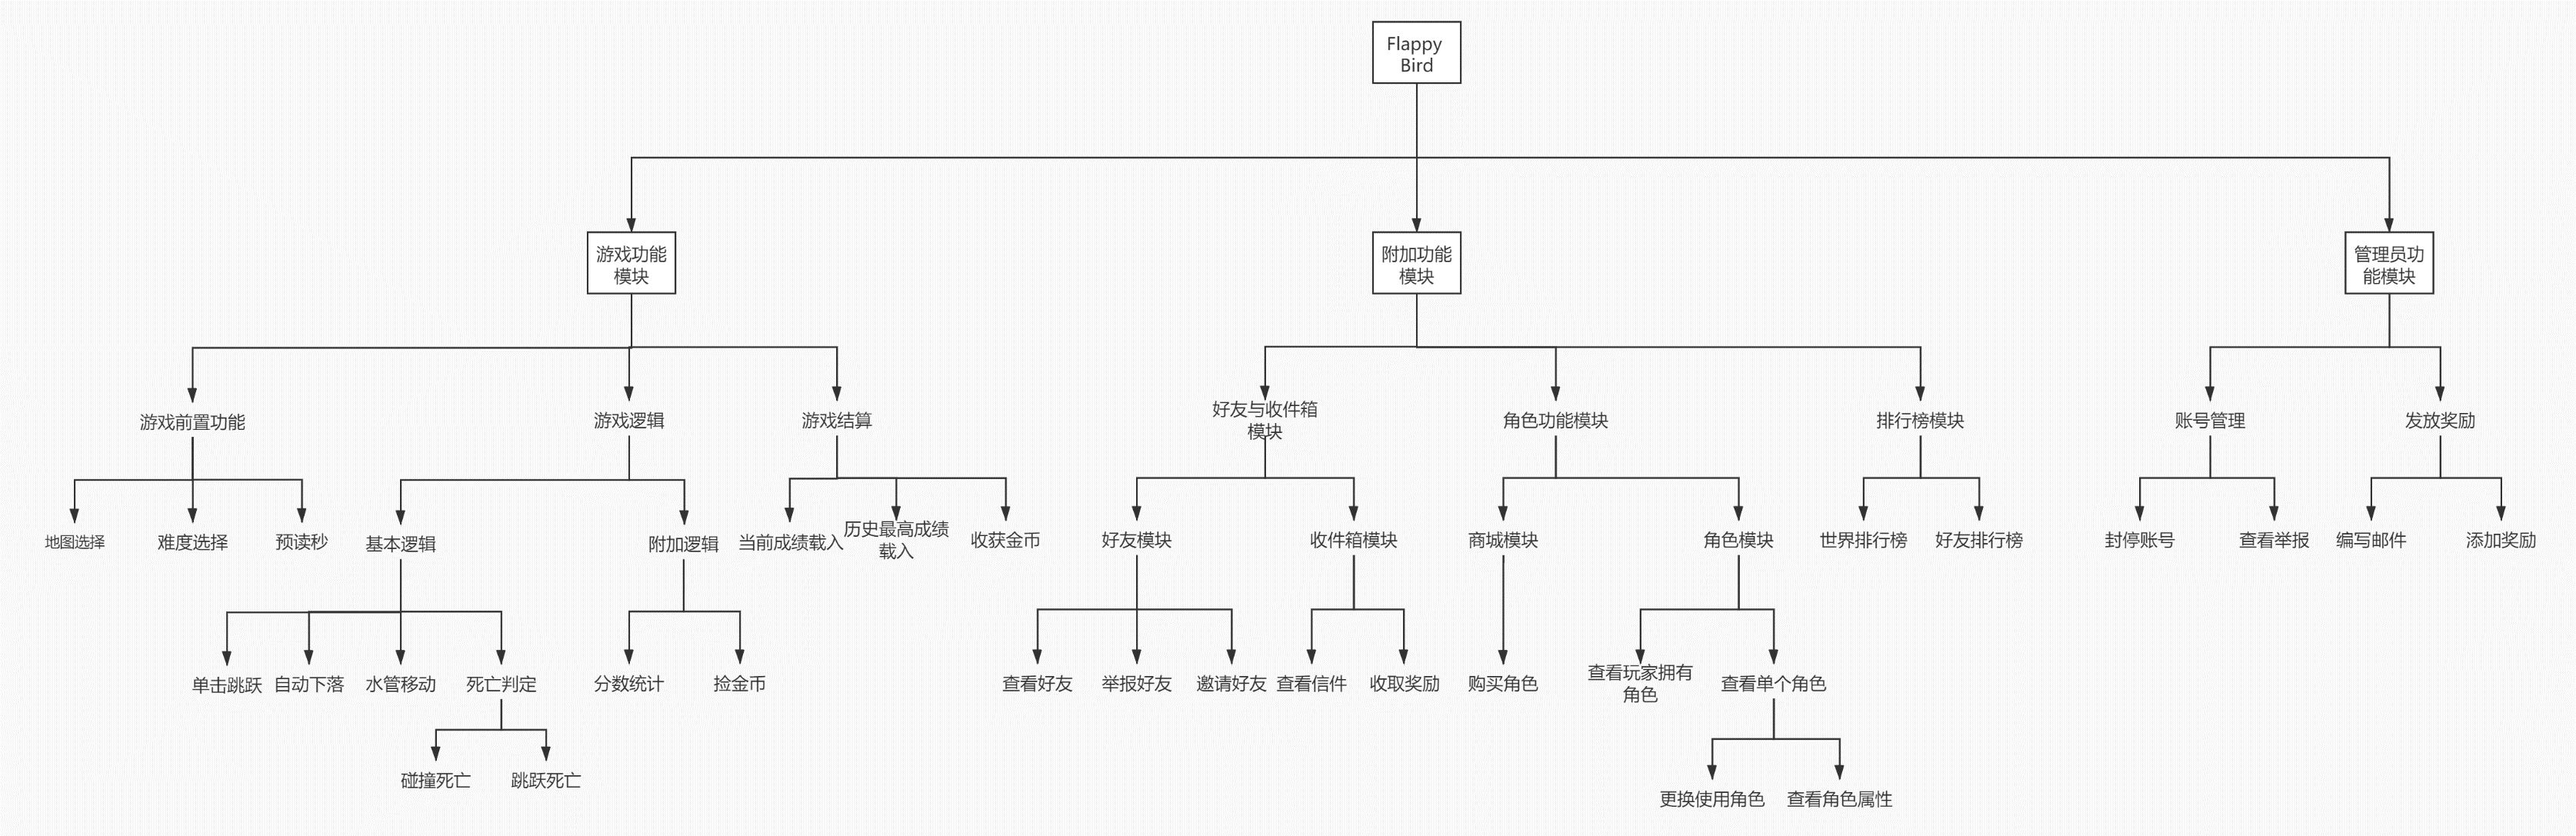 Flappy
Bird
游戏功能
模块
附加功能
模块
管理员功
能模块
游戏前置功能
游戏逻辑
游戏结算
好友与收件箱
模块
角色功能模块
排行榜模块
账号管理
发放奖励
地图选择
难度选择
预读秒
基本逻辑
附加逻辑
当前成绩载入
历史最高成绩
载入
收获金币
好友模块
收件箱模块
商城模块
角色模块
世界排行榜
好友排行榜
封停账号
查看举报
编写邮件
添加奖励
单击跳跃
自动下落
水管移动
死亡判定
分数统计
捡金币
查看好友
举报好友
邀请好友
查看信件
收取奖励
购买角色
查看玩家拥有
角色
查看单个角色
碰撞死亡
跳跃死亡
更换使用角色
查看角色属性